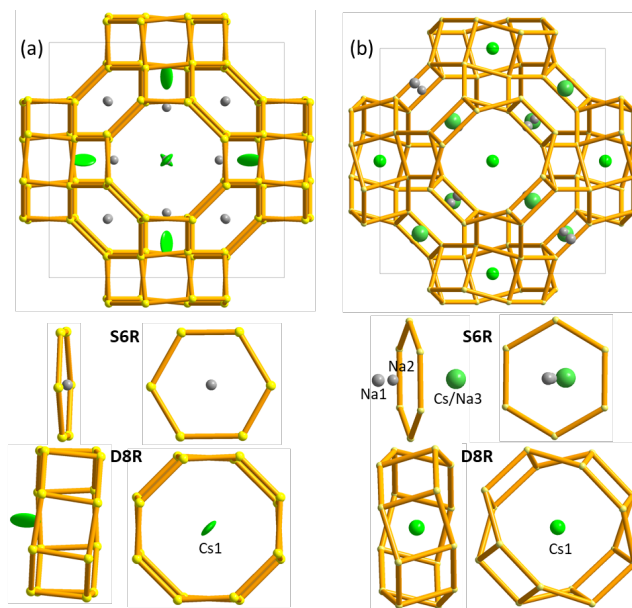 (a)
(b)
S6R
S6R
Na2
Na1
Cs/Na3
D8R
D8R
Cs1
Cs1